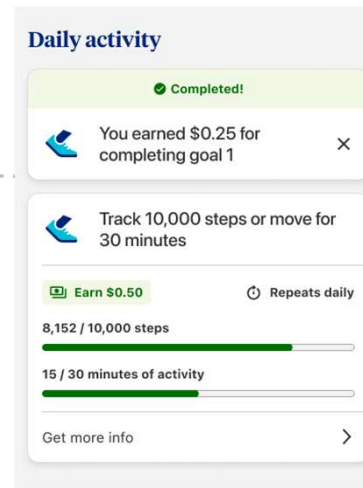 Daily activity
Completed!
You earned $0.25 for
completing goal 1
Track 10,000 steps or move for
30 minutes
Earn $0.50
Repeats daily
8,152 / 10,000 steps
15 / 30 minutes of activity
Get more info